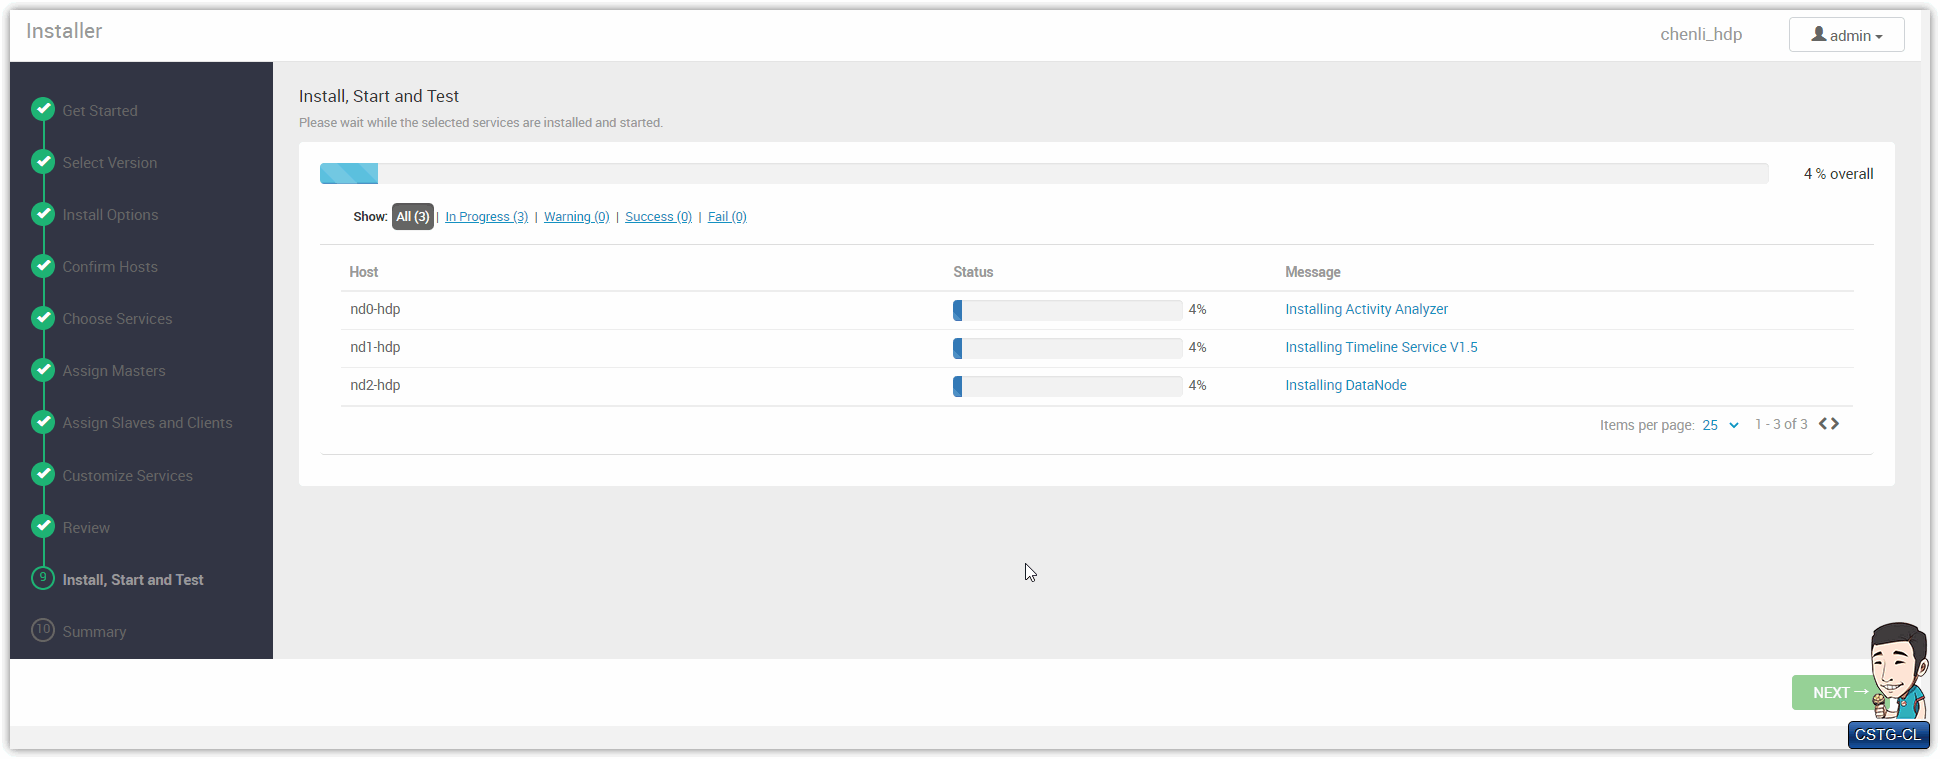 Installer
chenli_hdp
admin
Get Started
Select Version
Install Options
Confirm Hosts
Choose Services
Assign Masters
Assign Slaves and Clients
Customize Services
Review
9 Install, Start and Test
10 Summary
Install, Start and Test
Please wait while the selected services are installed and started.
4 % overall
Show: All (3) | In Progress (3) | Warning (0) | Success (0) | Fail (0)
Host Status Message
nd0-hdp 4% Installing Activity Analyzer
nd1-hdp 4% Installing Timeline Service V1.5
nd2-hdp 4% Installing DataNode
Items per page: 25 1 - 3 of 3
NEXT →
CSTG-CL